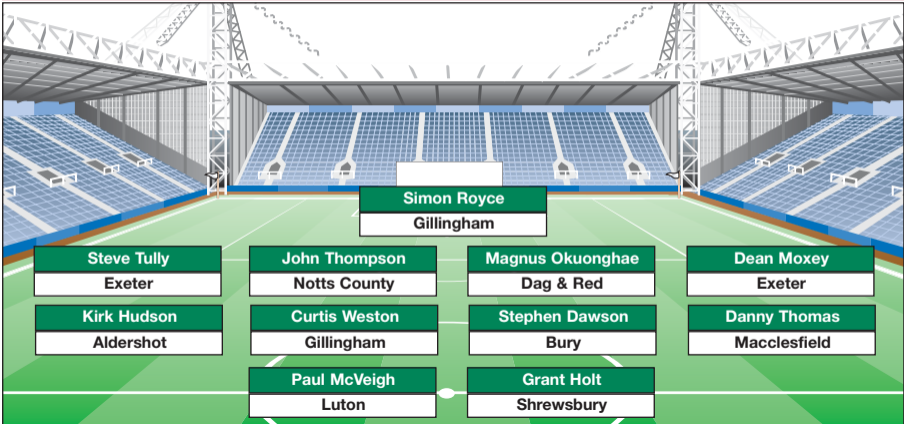 Simon Royce
Gillingham
Steve Tully
Exeter
John Thompson
Notts County
Magnus Okuonghae
Dag & Red
Dean Moxey
Exeter
Kirk Hudson
Aldershot
Curtis Weston
Gillingham
Stephen Dawson
Bury
Danny Thomas
Macclesfield
Paul McVeigh
Luton
Grant Holt
Shrewsbury